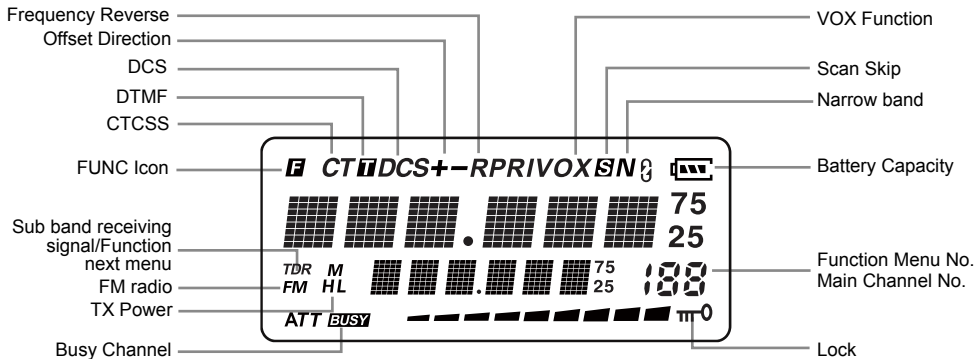 Frequency Reverse
Offset Direction
DCS
DTMF
CTCSS
FUNC Icon
Sub band receiving
signal/Function
next menu
FM radio
TX Power
Busy Channel
VOX Function
Scan Skip
Narrow band
Battery Capacity
Function Menu No.
Main Channel No.
Lock
F CT T DCS + - R PRI VOX S N
75
25
TDR M
FM H L
75
25
188
ATT BUSY